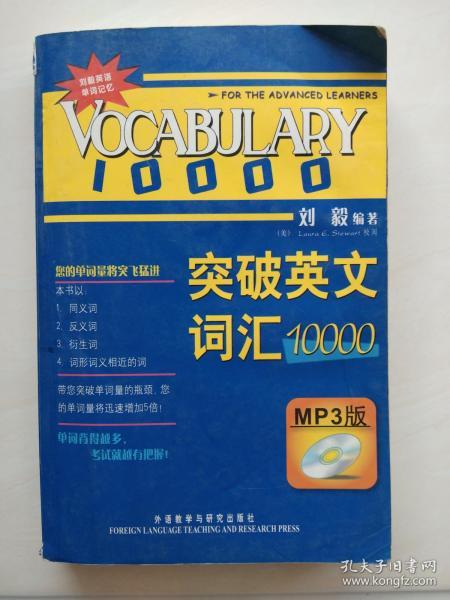 刘毅英语
单词记忆
FOR THE ADVANCED LEARNERS
VOCABULARY
10000
刘毅 编著
(美) Laura E. Stewart 校阅
您的单词量将突飞猛进
本书以:
1. 同义词
2. 反义词
3. 衍生词
4. 词形词义相近的词
带您突破单词量的瓶颈,您
的单词量将迅速增加5倍!
单词背得越多,
考试就越有把握!
突破英文
词汇10000
MP3版
外语教学与研究出版社
FOREIGN LANGUAGE TEACHING AND RESEARCH PRESS
孔夫子旧书网
www.kongfz.com